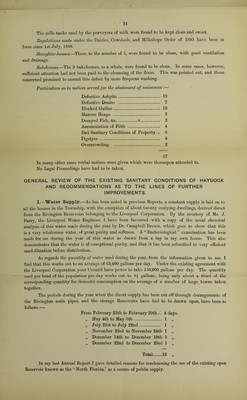 14
The milk tanks used by the purveyors of milk were found to be kept clean and sweet.
Regulations made under the Dairies, Cowsheds, and Milkshops Order of 1885 have been in
force since 1st July, 1888.
Slaughter-houses.—These, to the number of 5, were found to be clean, with good ventilation
and drainage.
Bakehouses.—The 9 bakehouses, as a whole, were found to be clean. In some cases, however,
sufficient attention had not been paid to the cleansing of the floors. This was pointed out, and those
concerned promised to amend this defect by more frequent washing.
Particulars as to notices served for the abatement of nuisances:—
Defective Ashpits 19
Defective Drains 7
Blocked Gullies 10
Manure Heaps 3
Dumped Fish, &c. 2
Accumulation of Filth 4
Bad Sanitary Conditions of Property 6
Pigstyes 4
Overcrowding 2
57
In many other cases verbal notices were given which were thereupon attended to.
No Legal Proceedings have had to be taken.
GENERAL REVIEW OF THE EXISTING SANITARY CONDITIONS OF HAYDOCK
AND RECOMMENDATIONS AS TO THE LINES OF FURTHER
IMPROVEMENTS.
I.—Water Supply.—As has been noted in previous Reports, a constant supply is laid on to
all the houses in the Township, with the exception of about twenty outlying dwellings, derived direct
from the Rivington Reservoirs belonging to the Liverpool Corporation. By the courtesy of Mr. J.
Parry, the Liverpool Water Engineer, I have been favoured with a copy of the usual chemical
analysis of this water made during the year by Dr. Campbell Brown, which goes to show that this
is a very wholesome water, of great purity and softness. A "Bacteriological" examination has been
made for me during the year of this water as drawn from a tap in my own house. This also
demonstrates that the water is of exceptional purity, and that it has been submitted to very efficient
sand filtration before distribution.
As regards the quantity of water used during the year, from the information given to me, I
find that this works out to an average of 63,400 gallons per day. Under the existing agreement with
the Liverpool Corporation your Council have power to take 150,000 gallons per day. The quantity
used per head of the population per day works out to 8½ gallons, being only about a third of the
corresponding quantity for domestic consumption on the average of a number of large towns taken
together.
The periods during the year when the direct supply has been cut off through derangements of
the Rivington main pipes, and the storage Reservoirs have had to be drawn upon, have been as
follows:—
From February 25th to February 29th... 4 days.
„ May 4th to May 5th 1 „
„ July 21st to July 22nd 1 „
„ November 23rd to November 24th 1 „
„ December 14th to December 19th 5 „
„ December 22nd to December 23rd 1 „
Total 13 „
In my last Annual Report I gave detailed reasons for condemning the use of the existing open
Reservoir known as the "North Florida," as a source of public supply.